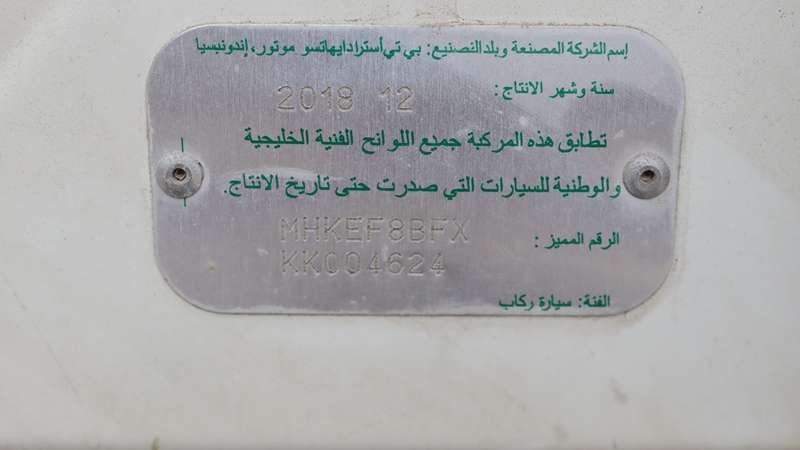 إسم الشركة المصنعة وبلد التصنيع: بي تي أسترا دايهاتسو موتور، إندونيسيا
سنة وشهر الانتاج: 2018 12
تطابق هذه المركبة جميع اللوائح الفنية الخليجية
والوطنية للسيارات التي صدرت حتى تاريخ الانتاج.
الرقم المميز: MHKEF8BFX
KK004624
الفئة: سيارة ركاب